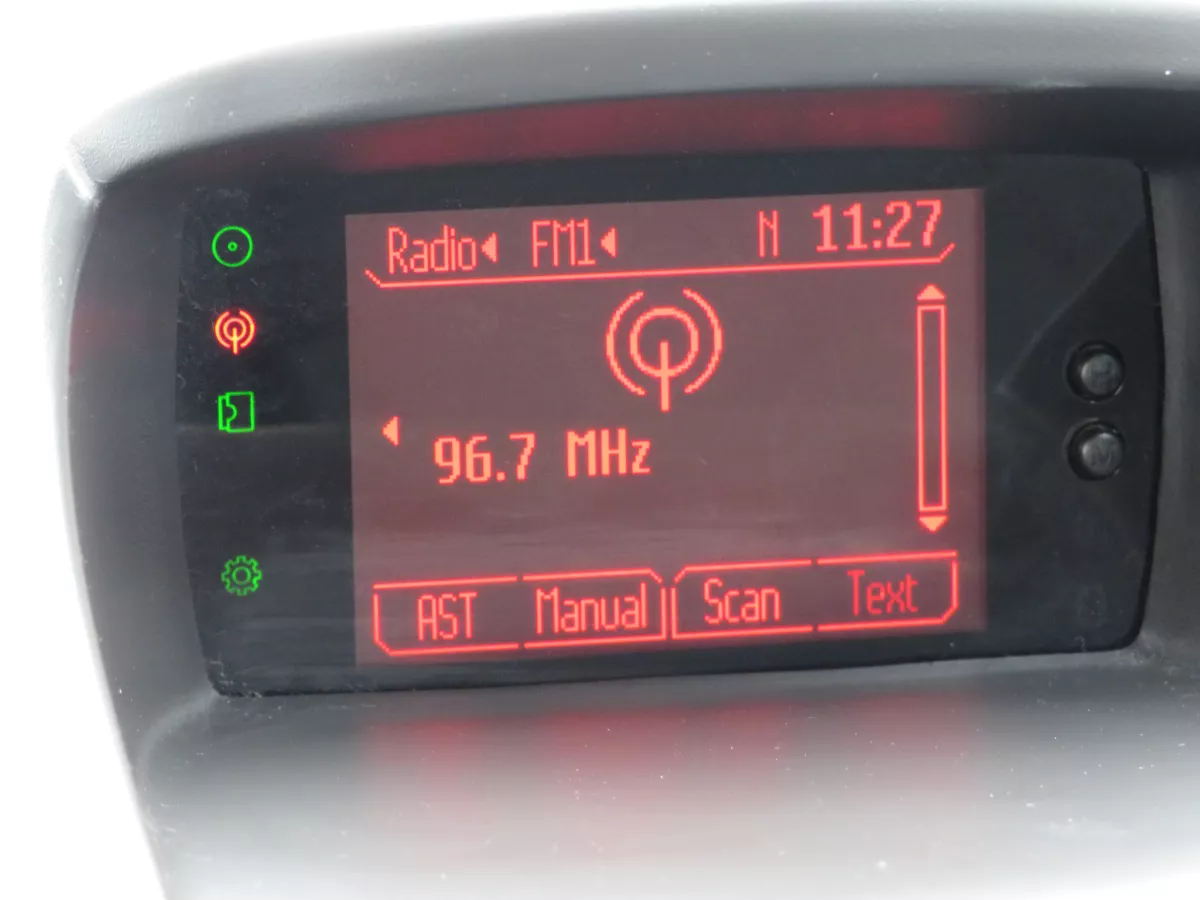 Radio FM1 N 11:27
96.7 MHz
AST Manual Scan Text
H
M